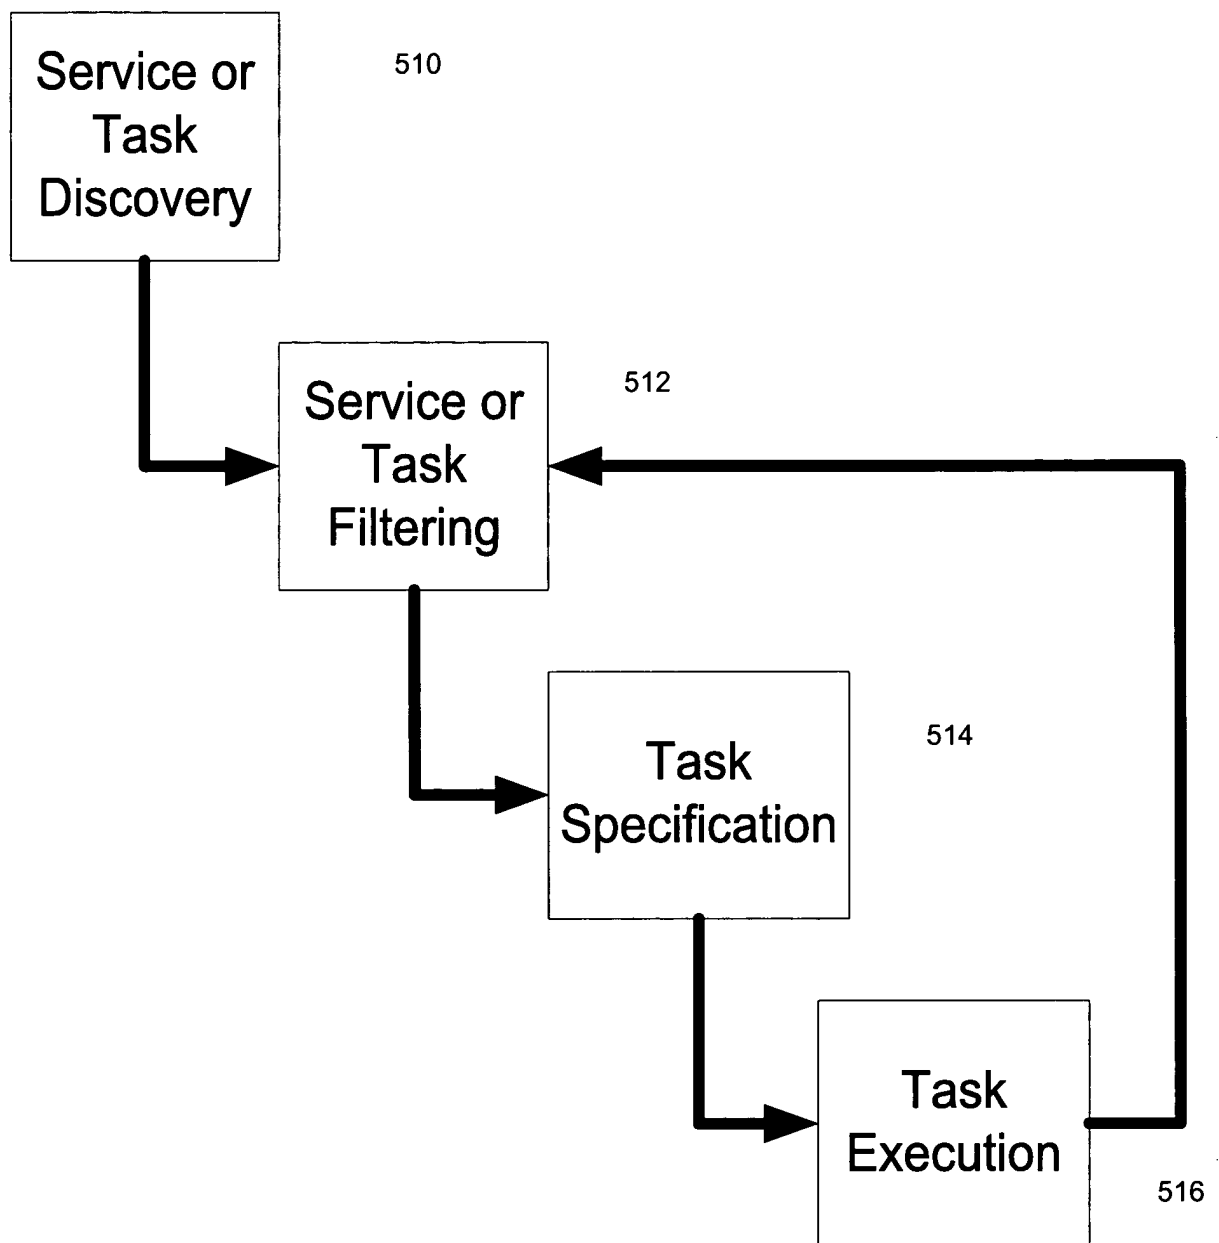 Service or
Task
Discovery
510
Service or
Task
Filtering
512
Task
Specification
514
Task
Execution
516